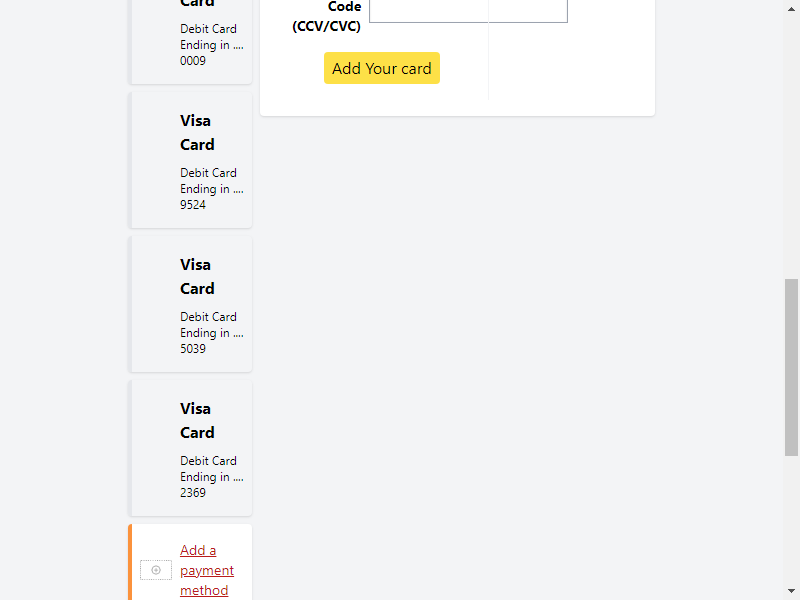 Card
Debit Card
Ending in ....
0009
Visa
Card
Debit Card
Ending in ....
9524
Visa
Card
Debit Card
Ending in ....
5039
Visa
Card
Debit Card
Ending in ....
2369
Add a
payment
method
Code
(CCV/CVC)
Add Your card